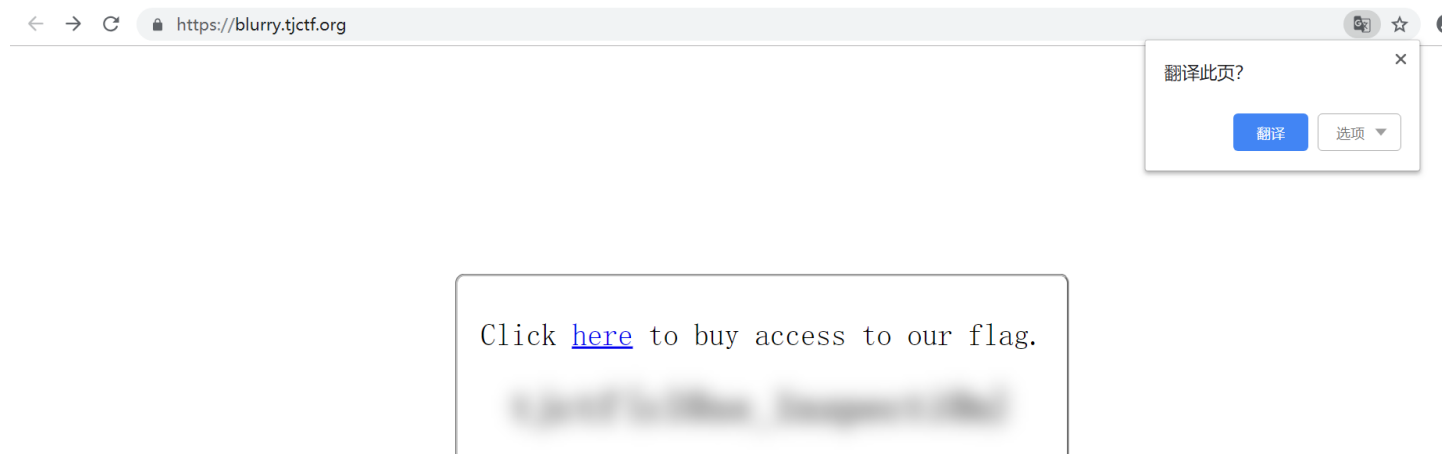 https://blurry.tjctf.org
翻译此页?
翻译
选项
Click here to buy access to our flag.